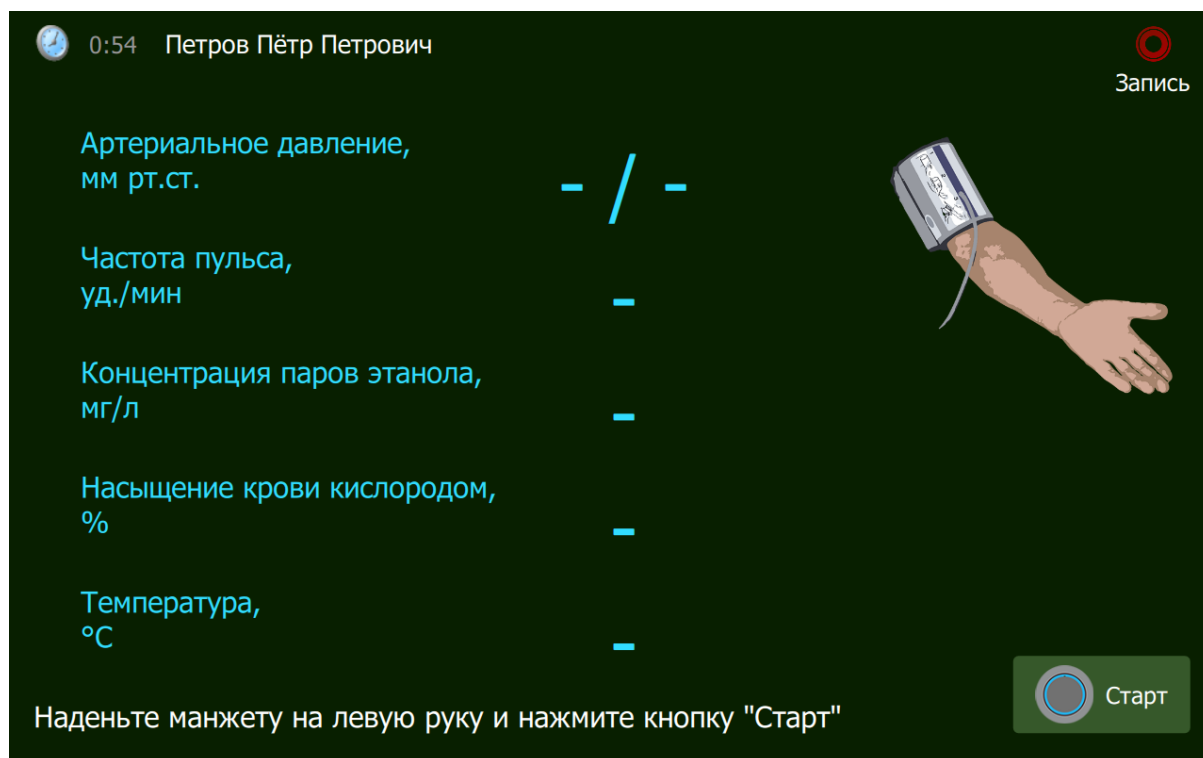 0:54 Петров Пётр Петрович
Запись
Артериальное давление,
мм рт.ст.
- / -
Частота пульса,
уд./мин
-
Концентрация паров этанола,
мг/л
-
Насыщение крови кислородом,
%
-
Температура,
°C
-
Наденьте манжету на левую руку и нажмите кнопку "Старт"
Старт